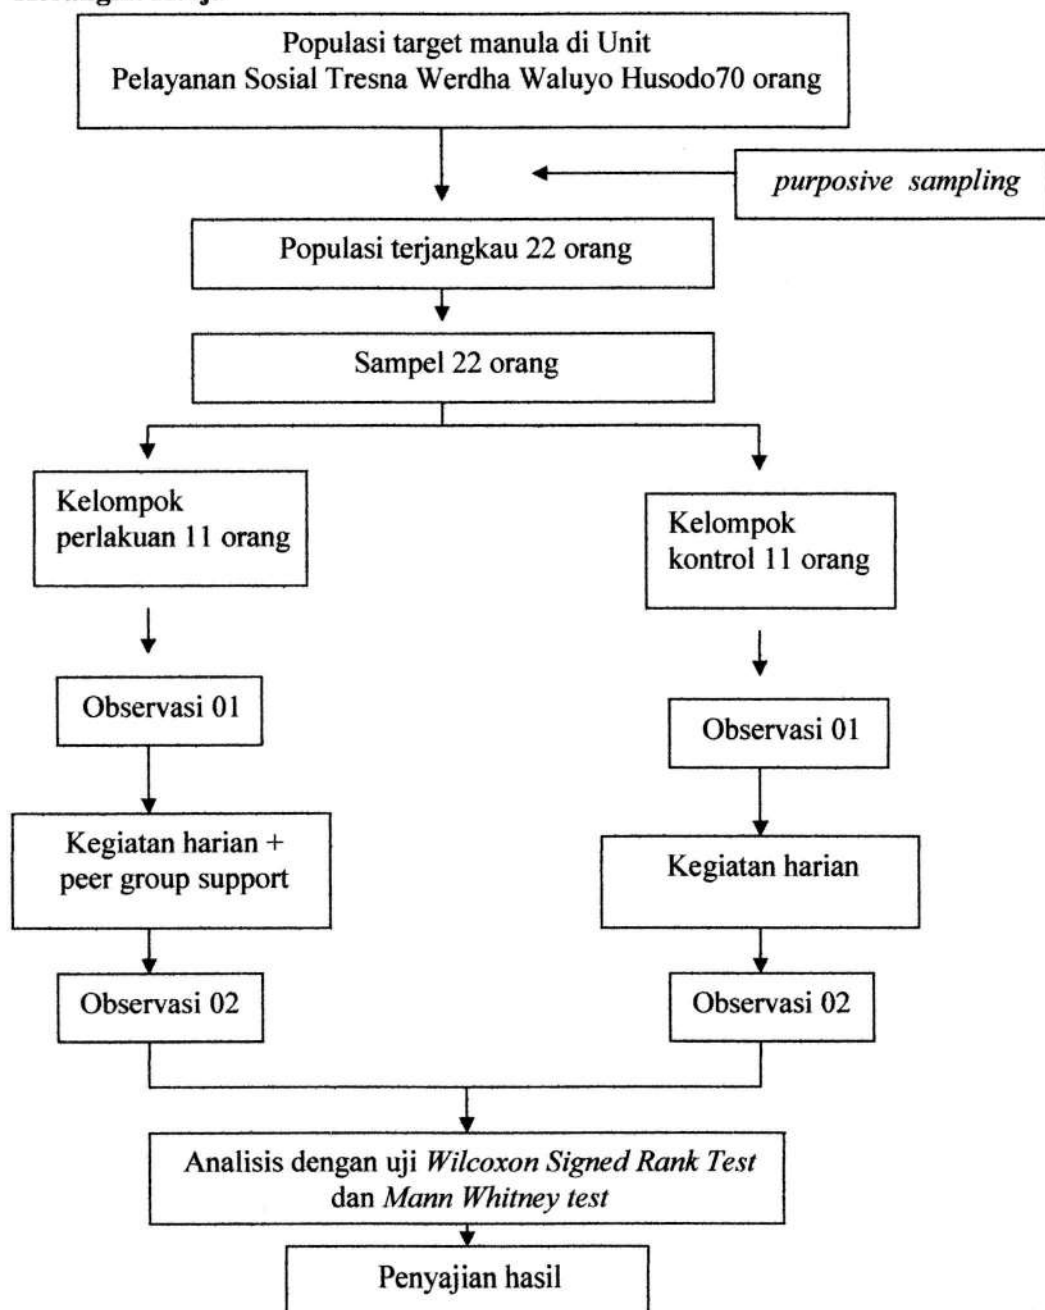 Populasi target manula di Unit
Pelayanan Sosial Tresna Werdha Waluyo Husodo70 orang
purposive sampling
Populasi terjangkau 22 orang
Sampel 22 orang
Kelompok
perlakuan 11 orang
Kelompok
kontrol 11 orang
Observasi 01
Observasi 01
Kegiatan harian +
peer group support
Kegiatan harian
Observasi 02
Observasi 02
Analisis dengan uji Wilcoxon Signed Rank Test
dan Mann Whitney test
Penyajian hasil